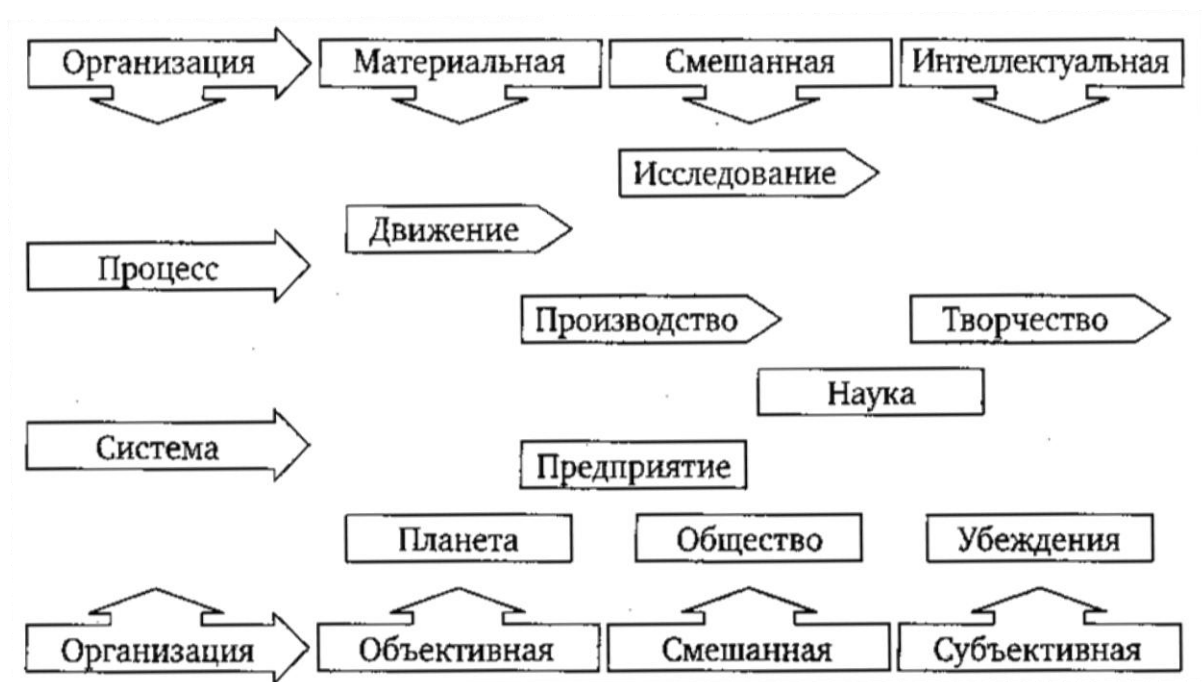 Организация
Материальная
Смешанная
Интеллектуальная
Исследование
Движение
Процесс
Производство
Творчество
Наука
Система
Предприятие
Планета
Общество
Убеждения
Организация
Объективная
Смешанная
Субъективная